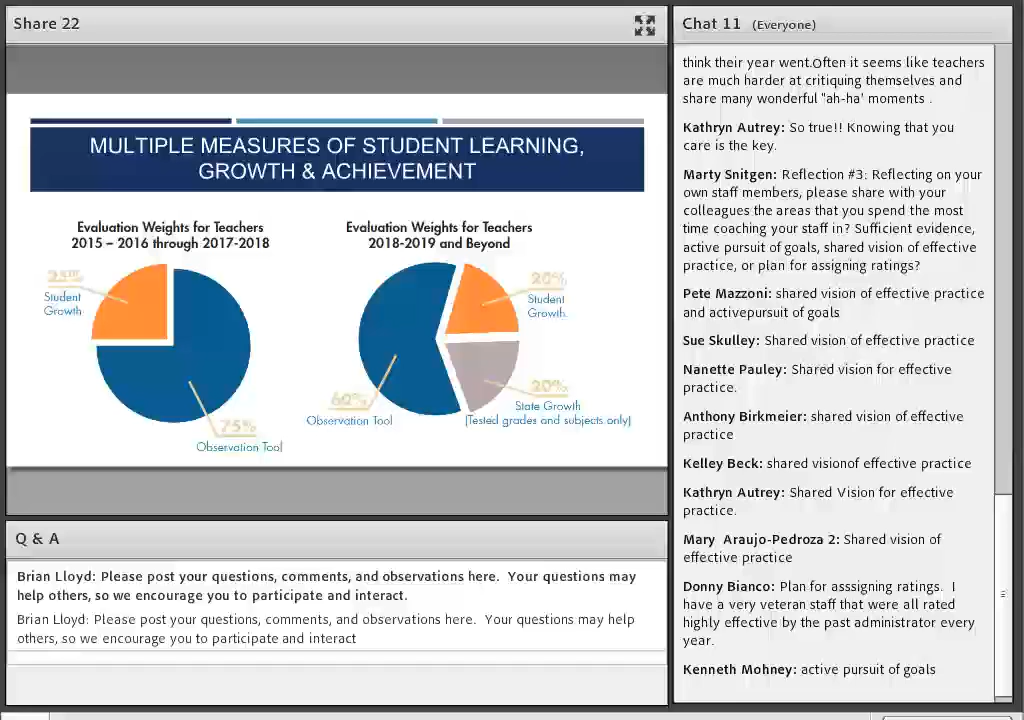 Share 22
MULTIPLE MEASURES OF STUDENT LEARNING,
GROWTH & ACHIEVEMENT
Evaluation Weights for Teachers
2015 – 2016 through 2017-2018
25%
Student
Growth
75%
Observation Tool
Evaluation Weights for Teachers
2018-2019 and Beyond
20%
Student
Growth
60%
Observation Tool
20%
State Growth
(Tested grades and subjects only)
Q & A
Brian Lloyd: Please post your questions, comments, and observations here. Your questions may
help others, so we encourage you to participate and interact.
Brian Lloyd: Please post your questions, comments, and observations here. Your questions may help
others, so we encourage you to participate and interact
Chat 11 (Everyone)
think their year went.Often it seems like teachers
are much harder at critiquing themselves and
share many wonderful "ah-ha' moments .
Kathryn Autrey: So true!! Knowing that you
care is the key.
Marty Snitgen: Reflection #3: Reflecting on your
own staff members, please share with your
colleagues the areas that you spend the most
time coaching your staff in? Sufficient evidence,
active pursuit of goals, shared vision of effective
practice, or plan for assigning ratings?
Pete Mazzoni: shared vision of effective practice
and activepursuit of goals
Sue Skulley: Shared vision of effective practice
Nanette Pauley: Shared vision for effective
practice.
Anthony Birkmeier: shared vision of effective
practice
Kelley Beck: shared visionof effective practice
Kathryn Autrey: Shared Vision for effective
practice.
Mary Araujo-Pedroza 2: Shared vision of
effective practice
Donny Bianco: Plan for asssigning ratings. I
have a very veteran staff that were all rated
highly effective by the past administrator every
year.
Kenneth Mohney: active pursuit of goals